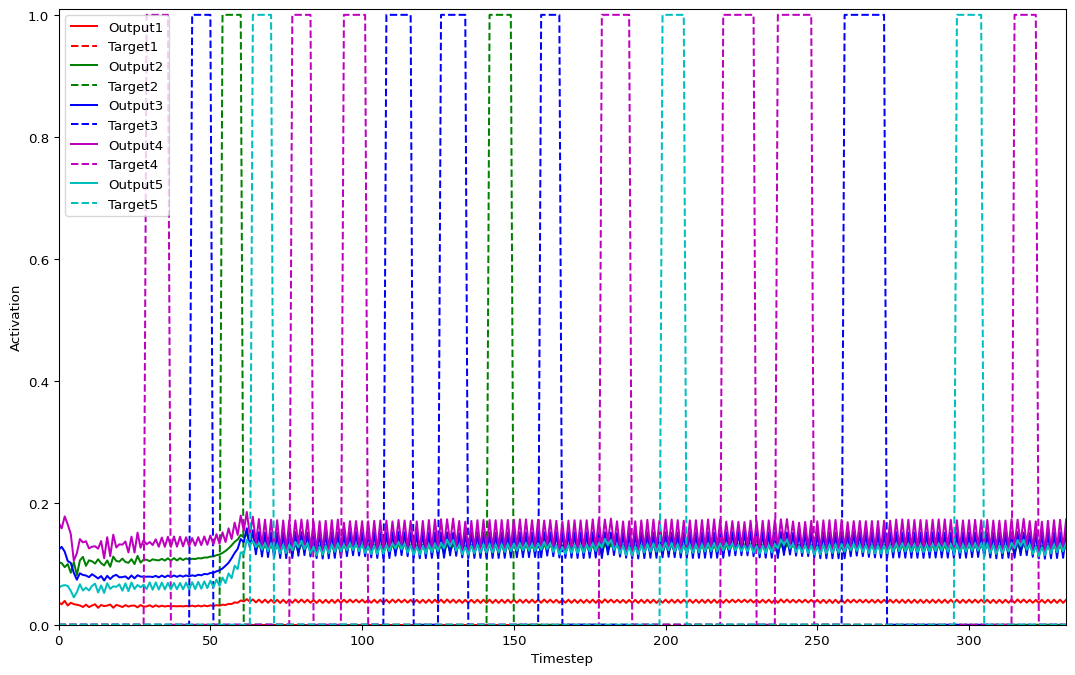 1.0
0.8
0.6
0.4
0.2
0.0
Activation
Output1
Target1
Output2
Target2
Output3
Target3
Output4
Target4
Output5
Target5
0
50
100
150
200
250
300
Timestep